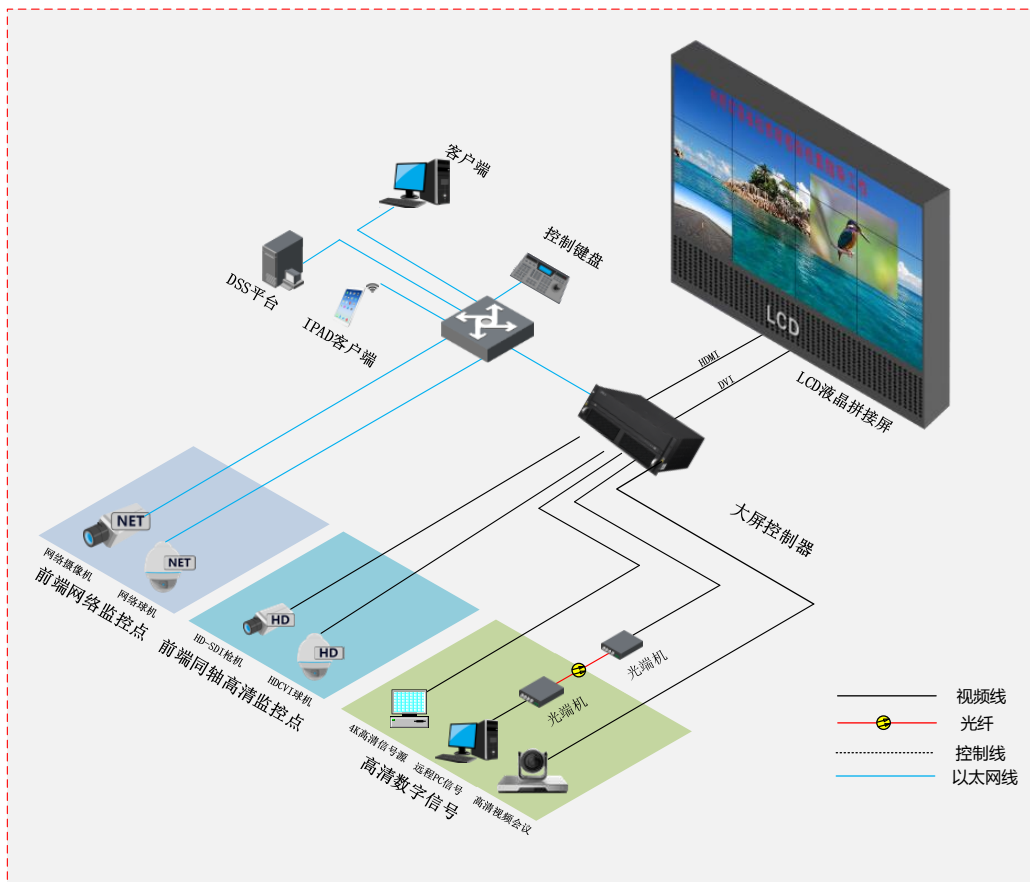 客户端
控制键盘
DSS平台
IPAD客户端
LCD
HDMI
DVI
LCD液晶拼接屏
大屏控制器
NET
NET
网络摄像机
网络球机
前端网络监控点
HD
HD
HD-SDI枪机
HDCVI球机
前端同轴高清监控点
光端机
光端机
4K高清信号源
远程PC信号
高清视频会议
高清数字信号
视频线
光纤
控制线
以太网线